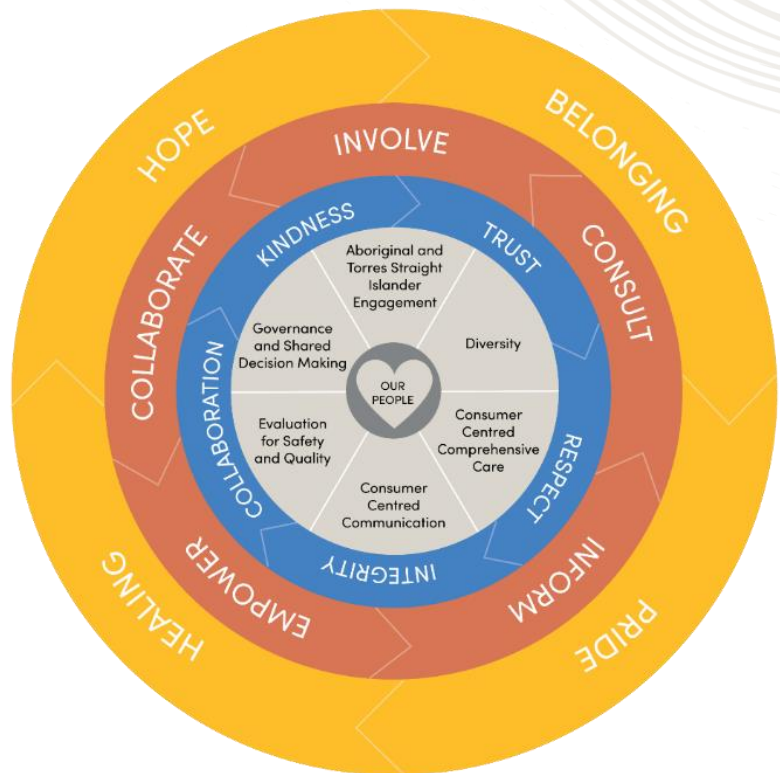 HOPE
BELONGING
PRIDE
HEALING
INVOLVE
CONSULT
INFORM
EMPOWER
COLLABORATE
KINDNESS
TRUST
RESPECT
INTEGRITY
COLLABORATION
Aboriginal and
Torres Straight
Islander
Engagement
Diversity
Consumer
Centred
Comprehensive
Care
Consumer
Centred
Communication
Evaluation
for Safety
and Quality
Governance
and Shared
Decision Making
OUR
PEOPLE